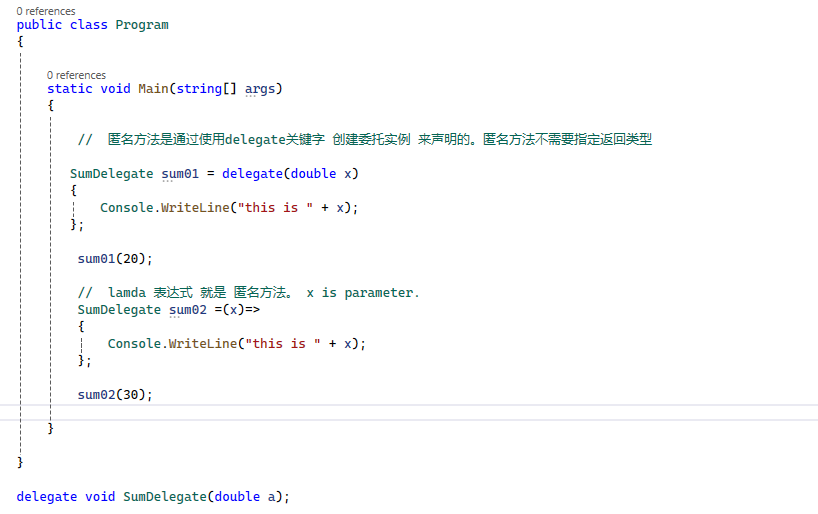 0 references
public class Program
{
0 references
static void Main(string[] args)
{
// 匿名方法是通过使用delegate关键字 创建委托实例 来声明的。匿名方法不需要指定返回类型
SumDelegate sum01 = delegate(double x)
{
Console.WriteLine("this is " + x);
};
sum01(20);
// lamda 表达式 就是 匿名方法。 x is parameter.
SumDelegate sum02 =(x)=>
{
Console.WriteLine("this is " + x);
};
sum02(30);
}
}
delegate void SumDelegate(double a);